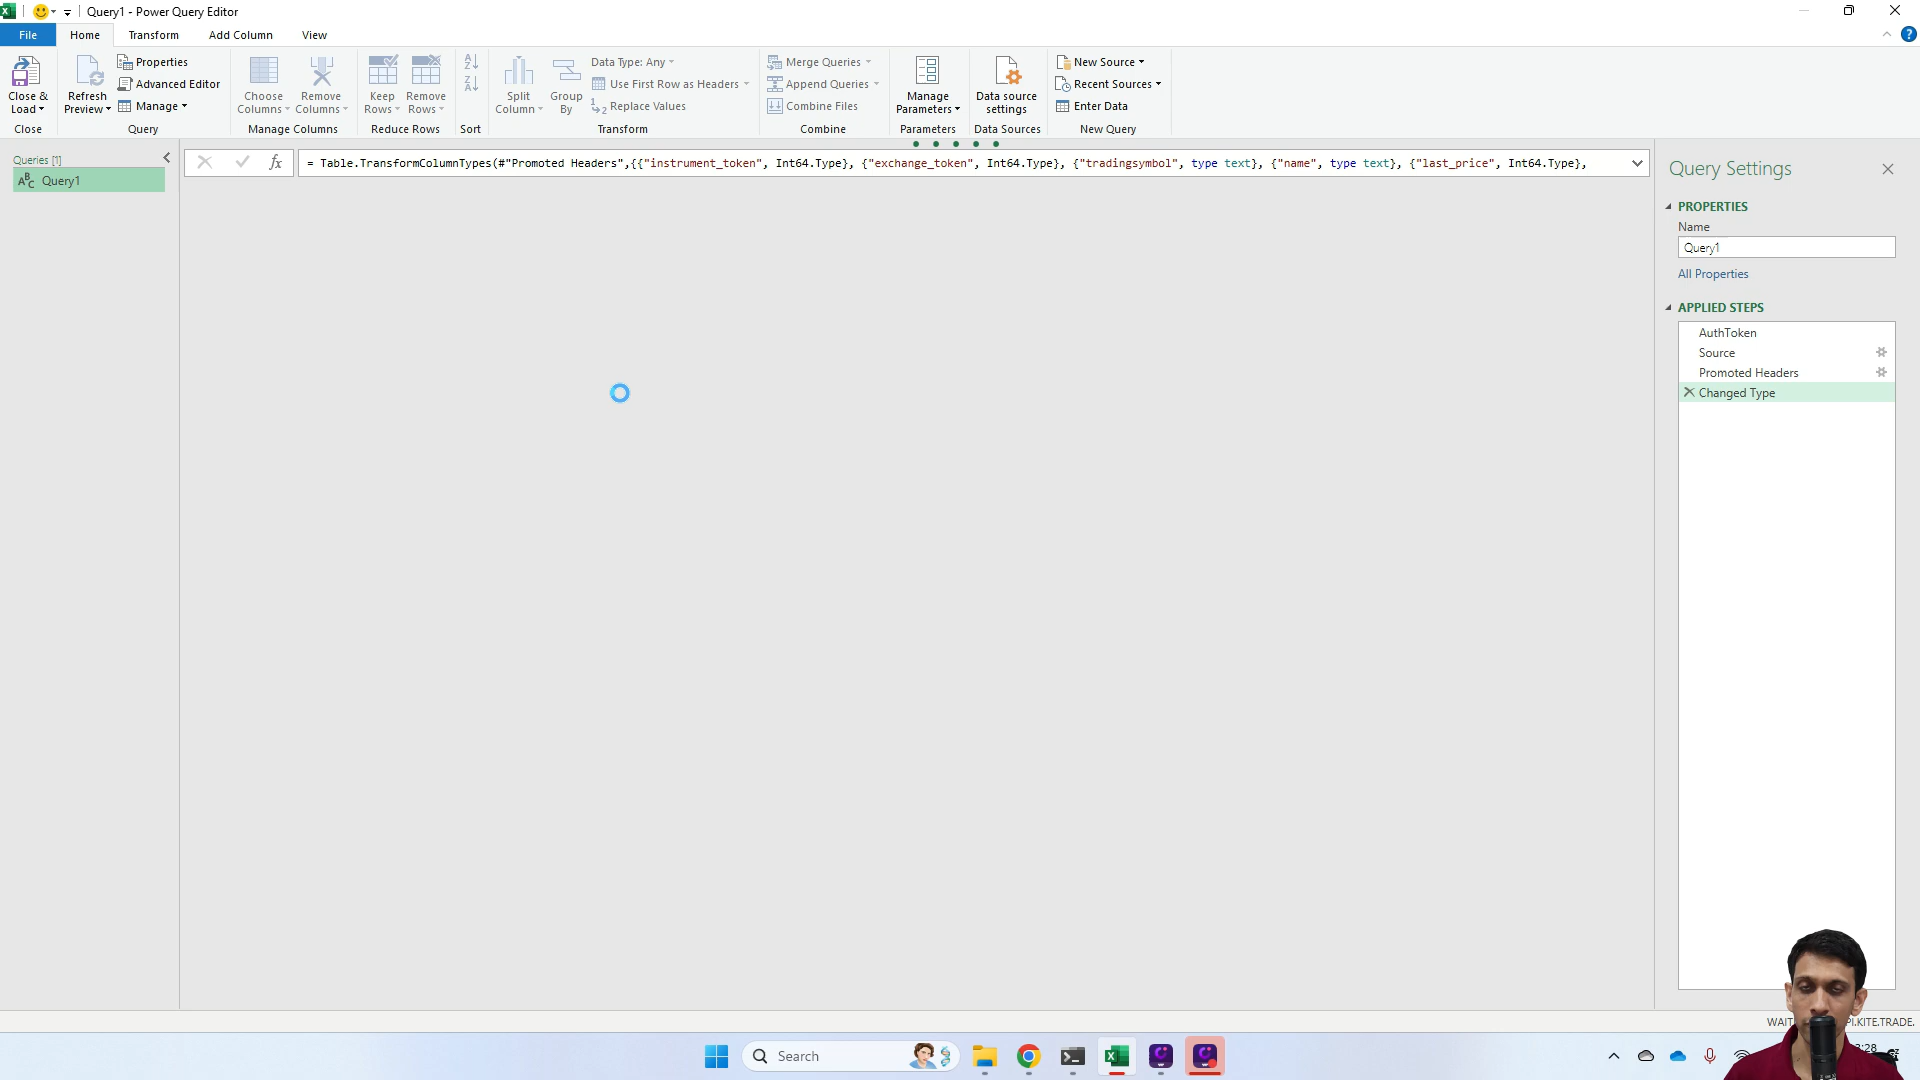 Query1 - Power Query Editor
File
Home
Transform
Add Column
View
Close &
Load
Close
Refresh
Preview
Properties
Advanced Editor
Manage
Query
Choose
Columns
Remove
Columns
Manage Columns
Keep
Rows
Remove
Rows
Reduce Rows
Sort
Split
Column
Group
By
Data Type: Any
Use First Row as Headers
Replace Values
Transform
Merge Queries
Append Queries
Combine Files
Combine
Manage
Parameters
Parameters
Data source
settings
Data Sources
New Source
Recent Sources
Enter Data
New Query
Queries [1]
Query1
fx
= Table.TransformColumnTypes(#"Promoted Headers",{{"instrument_token", Int64.Type}, {"exchange_token", Int64.Type}, {"tradingsymbol", type text}, {"name", type text}, {"last_price", Int64.Type},
Query Settings
PROPERTIES
Name
Query1
All Properties
APPLIED STEPS
AuthToken
Source
Promoted Headers
Changed Type
PI.KITE.TRADE.
Search